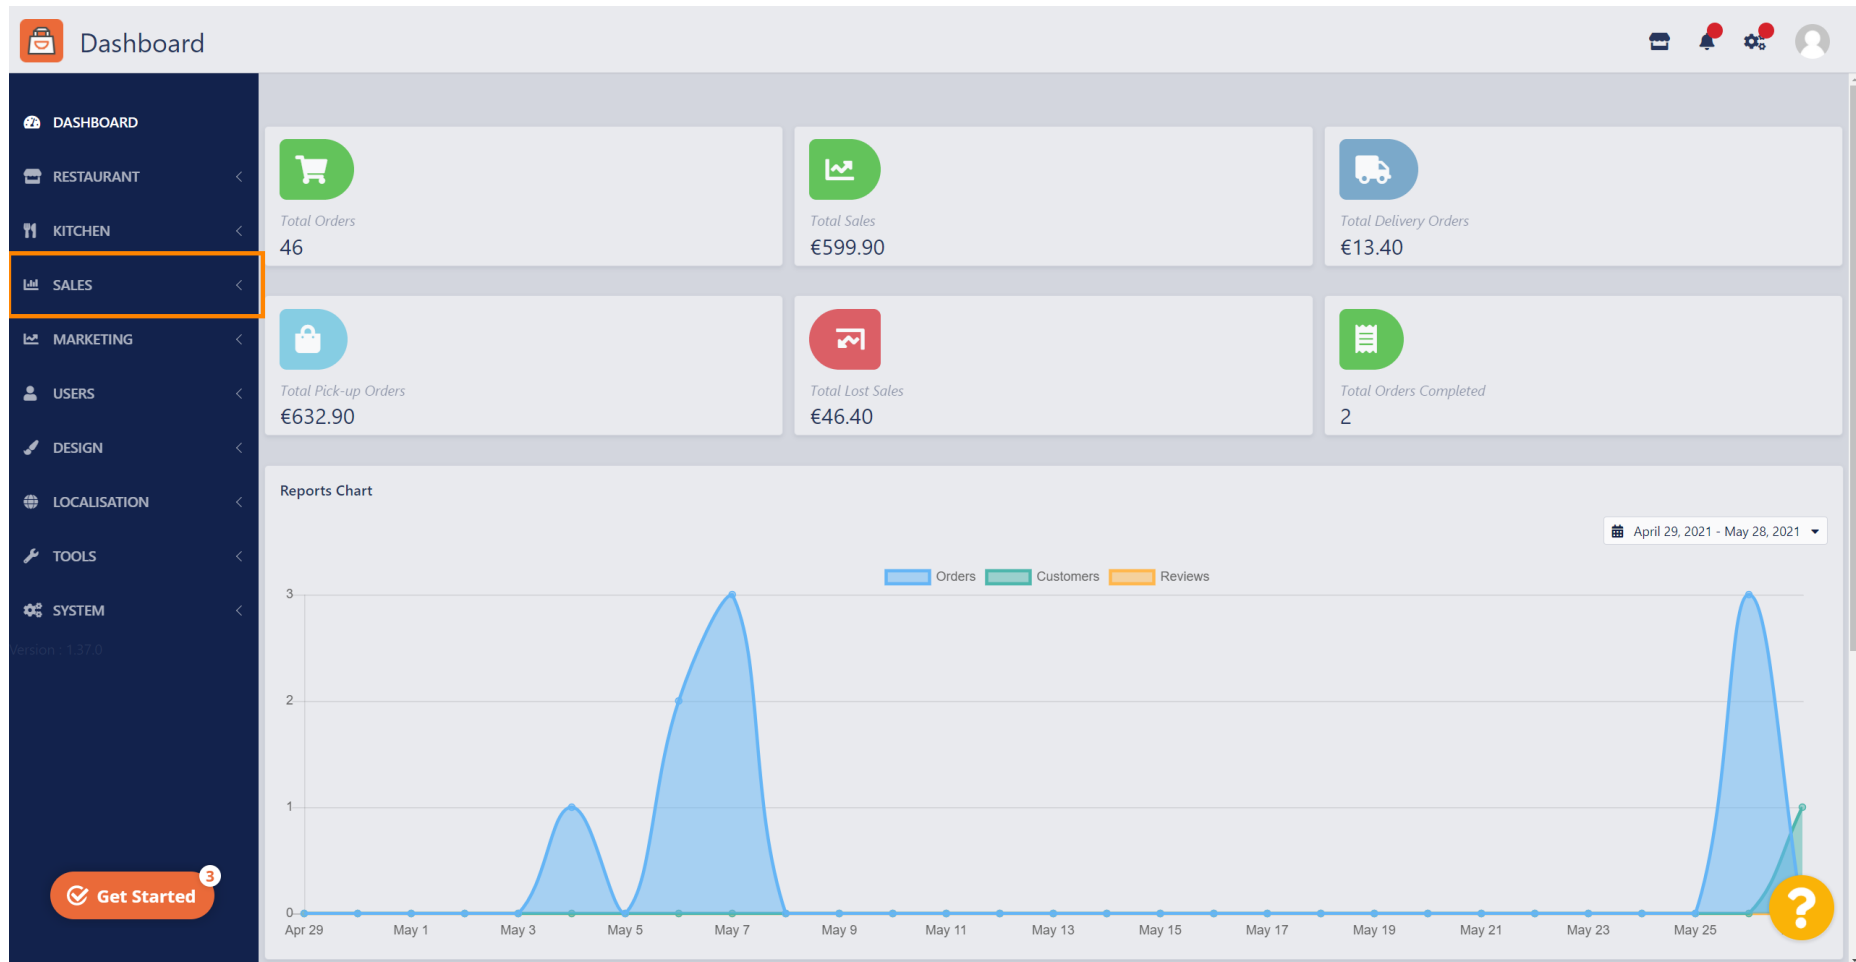 Dashboard
DASHBOARD
RESTAURANT
KITCHEN
SALES
MARKETING
USERS
DESIGN
LOCALISATION
TOOLS
SYSTEM
Version : 1.37.0
Get Started
3
Total Orders
46
Total Sales
€599.90
Total Delivery Orders
€13.40
Total Pick-up Orders
€632.90
Total Lost Sales
€46.40
Total Orders Completed
2
Reports Chart
April 29, 2021 - May 28, 2021
Orders Customers Reviews
3
2
1
0
Apr 29 May 1 May 3 May 5 May 7 May 9 May 11 May 13 May 15 May 17 May 19 May 21 May 23 May 25
?